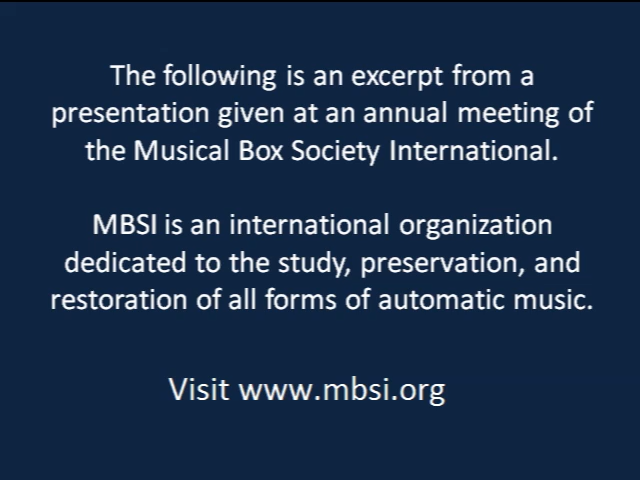 The following is an excerpt from a
presentation given at an annual meeting of
the Musical Box Society International.
MBSI is an international organization
dedicated to the study, preservation, and
restoration of all forms of automatic music.
Visit www.mbsi.org